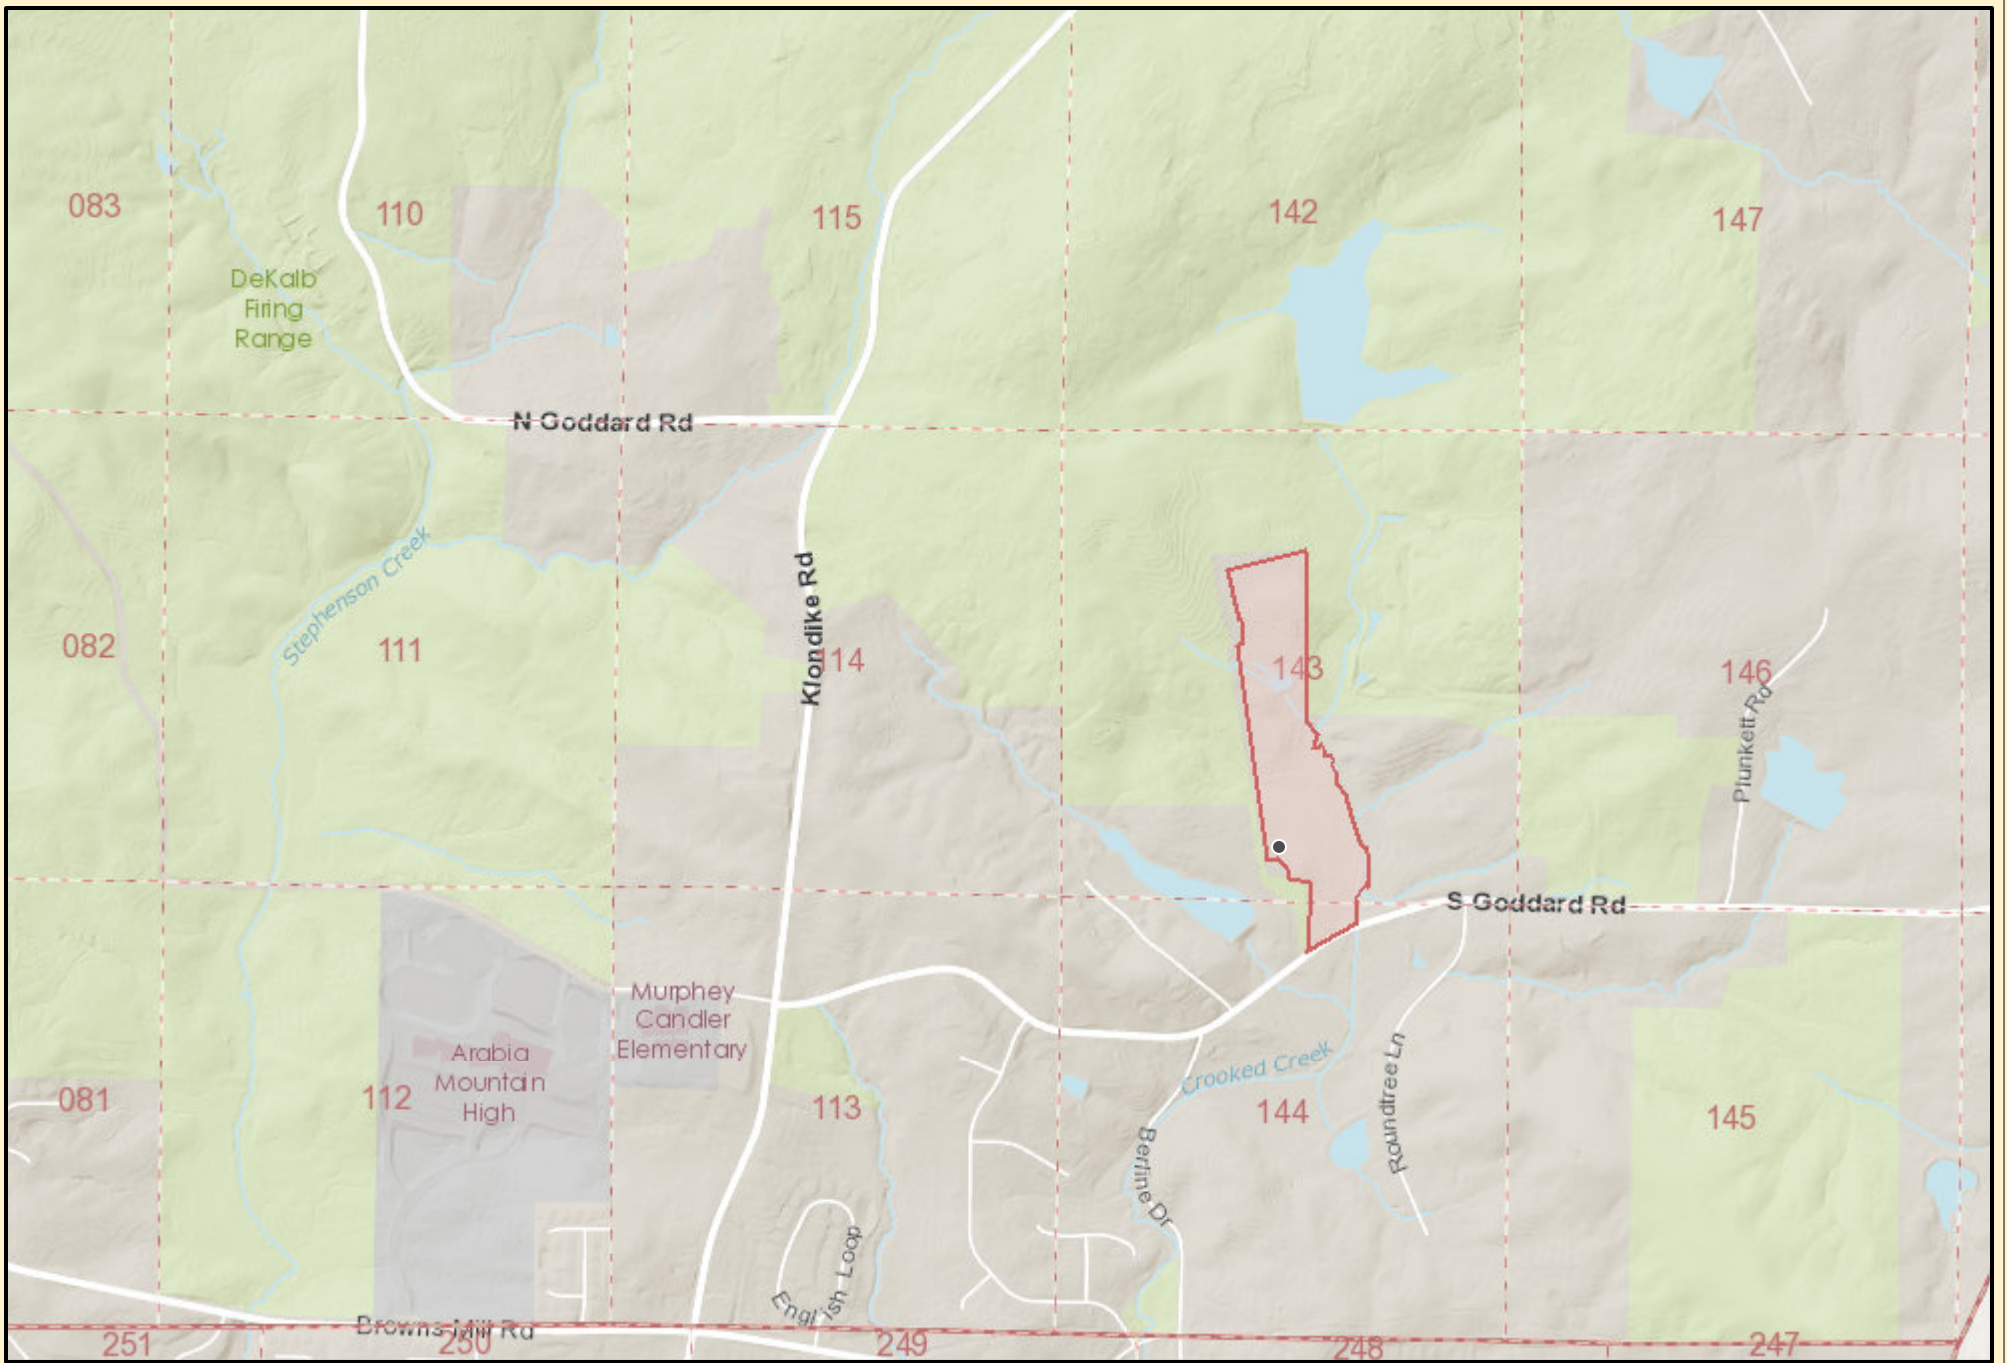 083
110
115
142
147
DeKalb
Firing
Range
N Goddard Rd
Stephenson Creek
Klondike Rd
082
111
114
143
146
Plunkett Rd
S Goddard Rd
Murphey
Candler
Elementary
Arabia
Mountain
High
081
112
113
Crooked Creek
144
145
Roundtree Ln
Berline Dr
English Loop
Browns Mill Rd
251
250
249
248
247